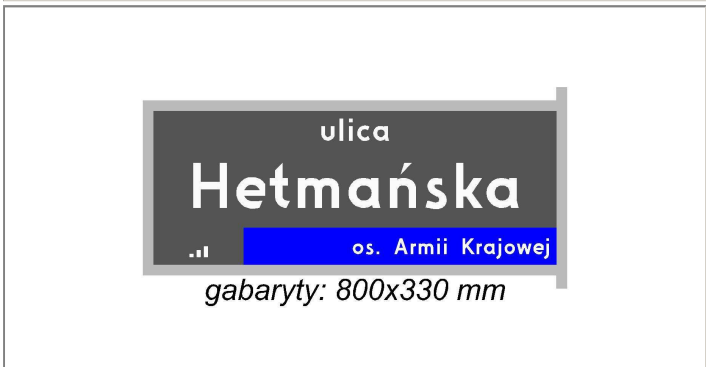 ulica
Hetmańska
os. Armii Krajowej
gabaryty: 800x330 mm